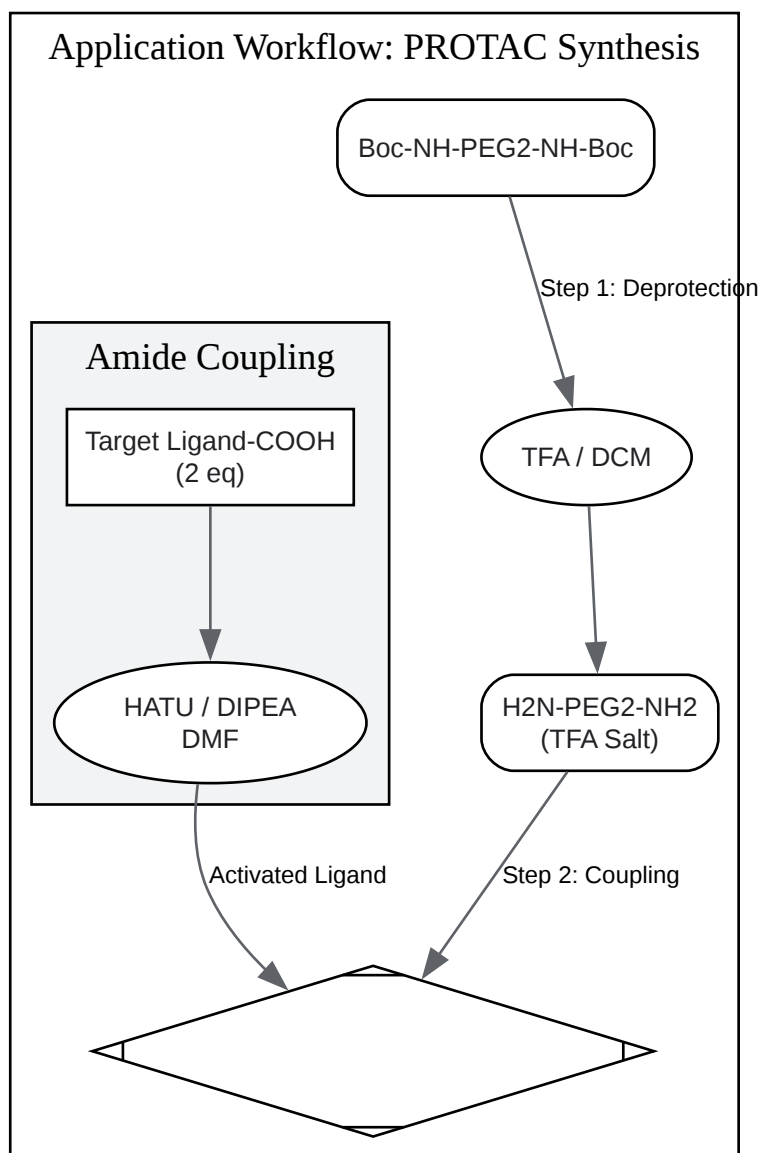 Application Workflow: PROTAC Synthesis
Boc-NH-PEG2-NH-Boc
Step 1: Deprotection
Amide Coupling
Target Ligand-COOH
(2 eq)
TFA / DCM
HATU / DIPEA
DMF
H2N-PEG2-NH2
(TFA Salt)
Activated Ligand
Step 2: Coupling